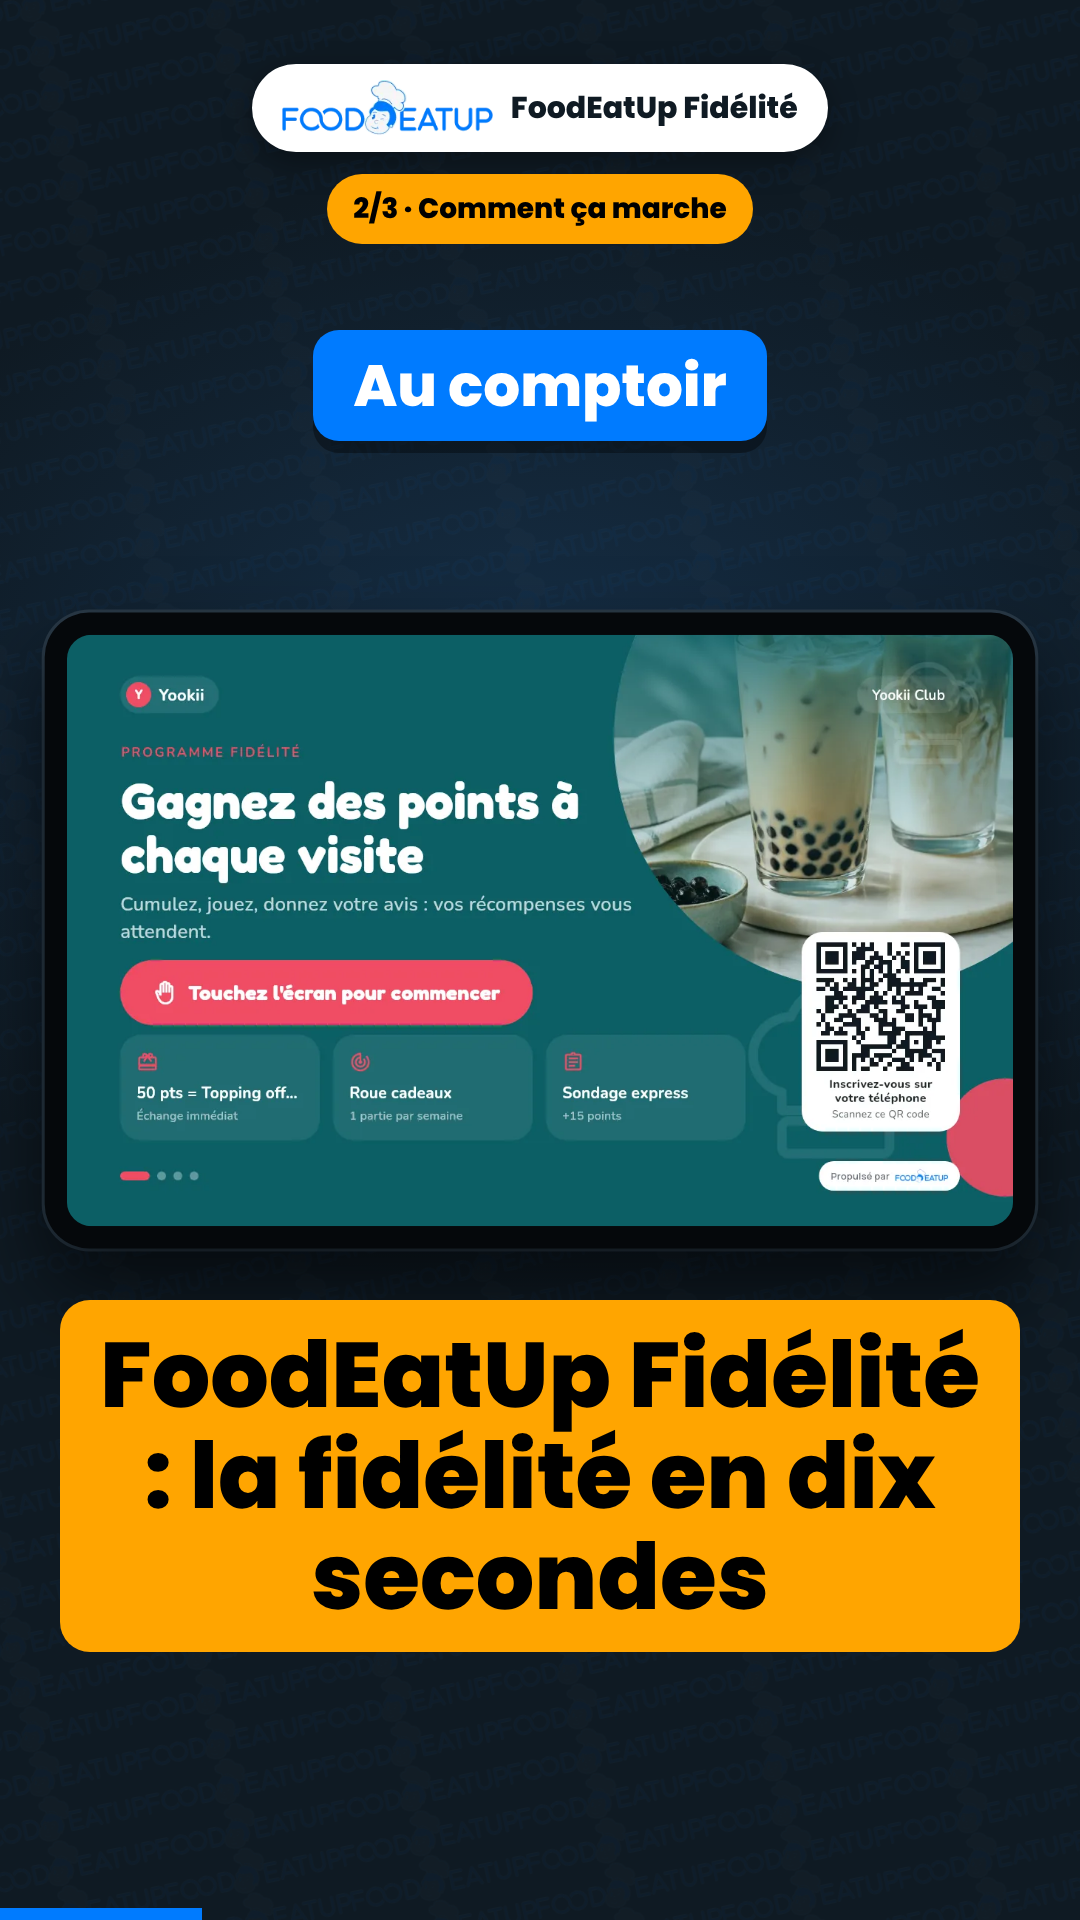 FOODEATUP FoodEatUp Fidélité
2/3 · Comment ça marche
Au comptoir
Y Yookii
Yookii Club
PROGRAMME FIDÉLITÉ
Gagnez des points à
chaque visite
Cumulez, jouez, donnez votre avis : vos récompenses vous
attendent.
Touchez l'écran pour commencer
50 pts = Topping off...
Échange immédiat
Roue cadeaux
1 partie par semaine
Sondage express
+15 points
Inscrivez-vous sur
votre téléphone
Scannez ce QR code
Propulsé par FOODEATUP
FoodEatUp Fidélité
: la fidélité en dix
secondes